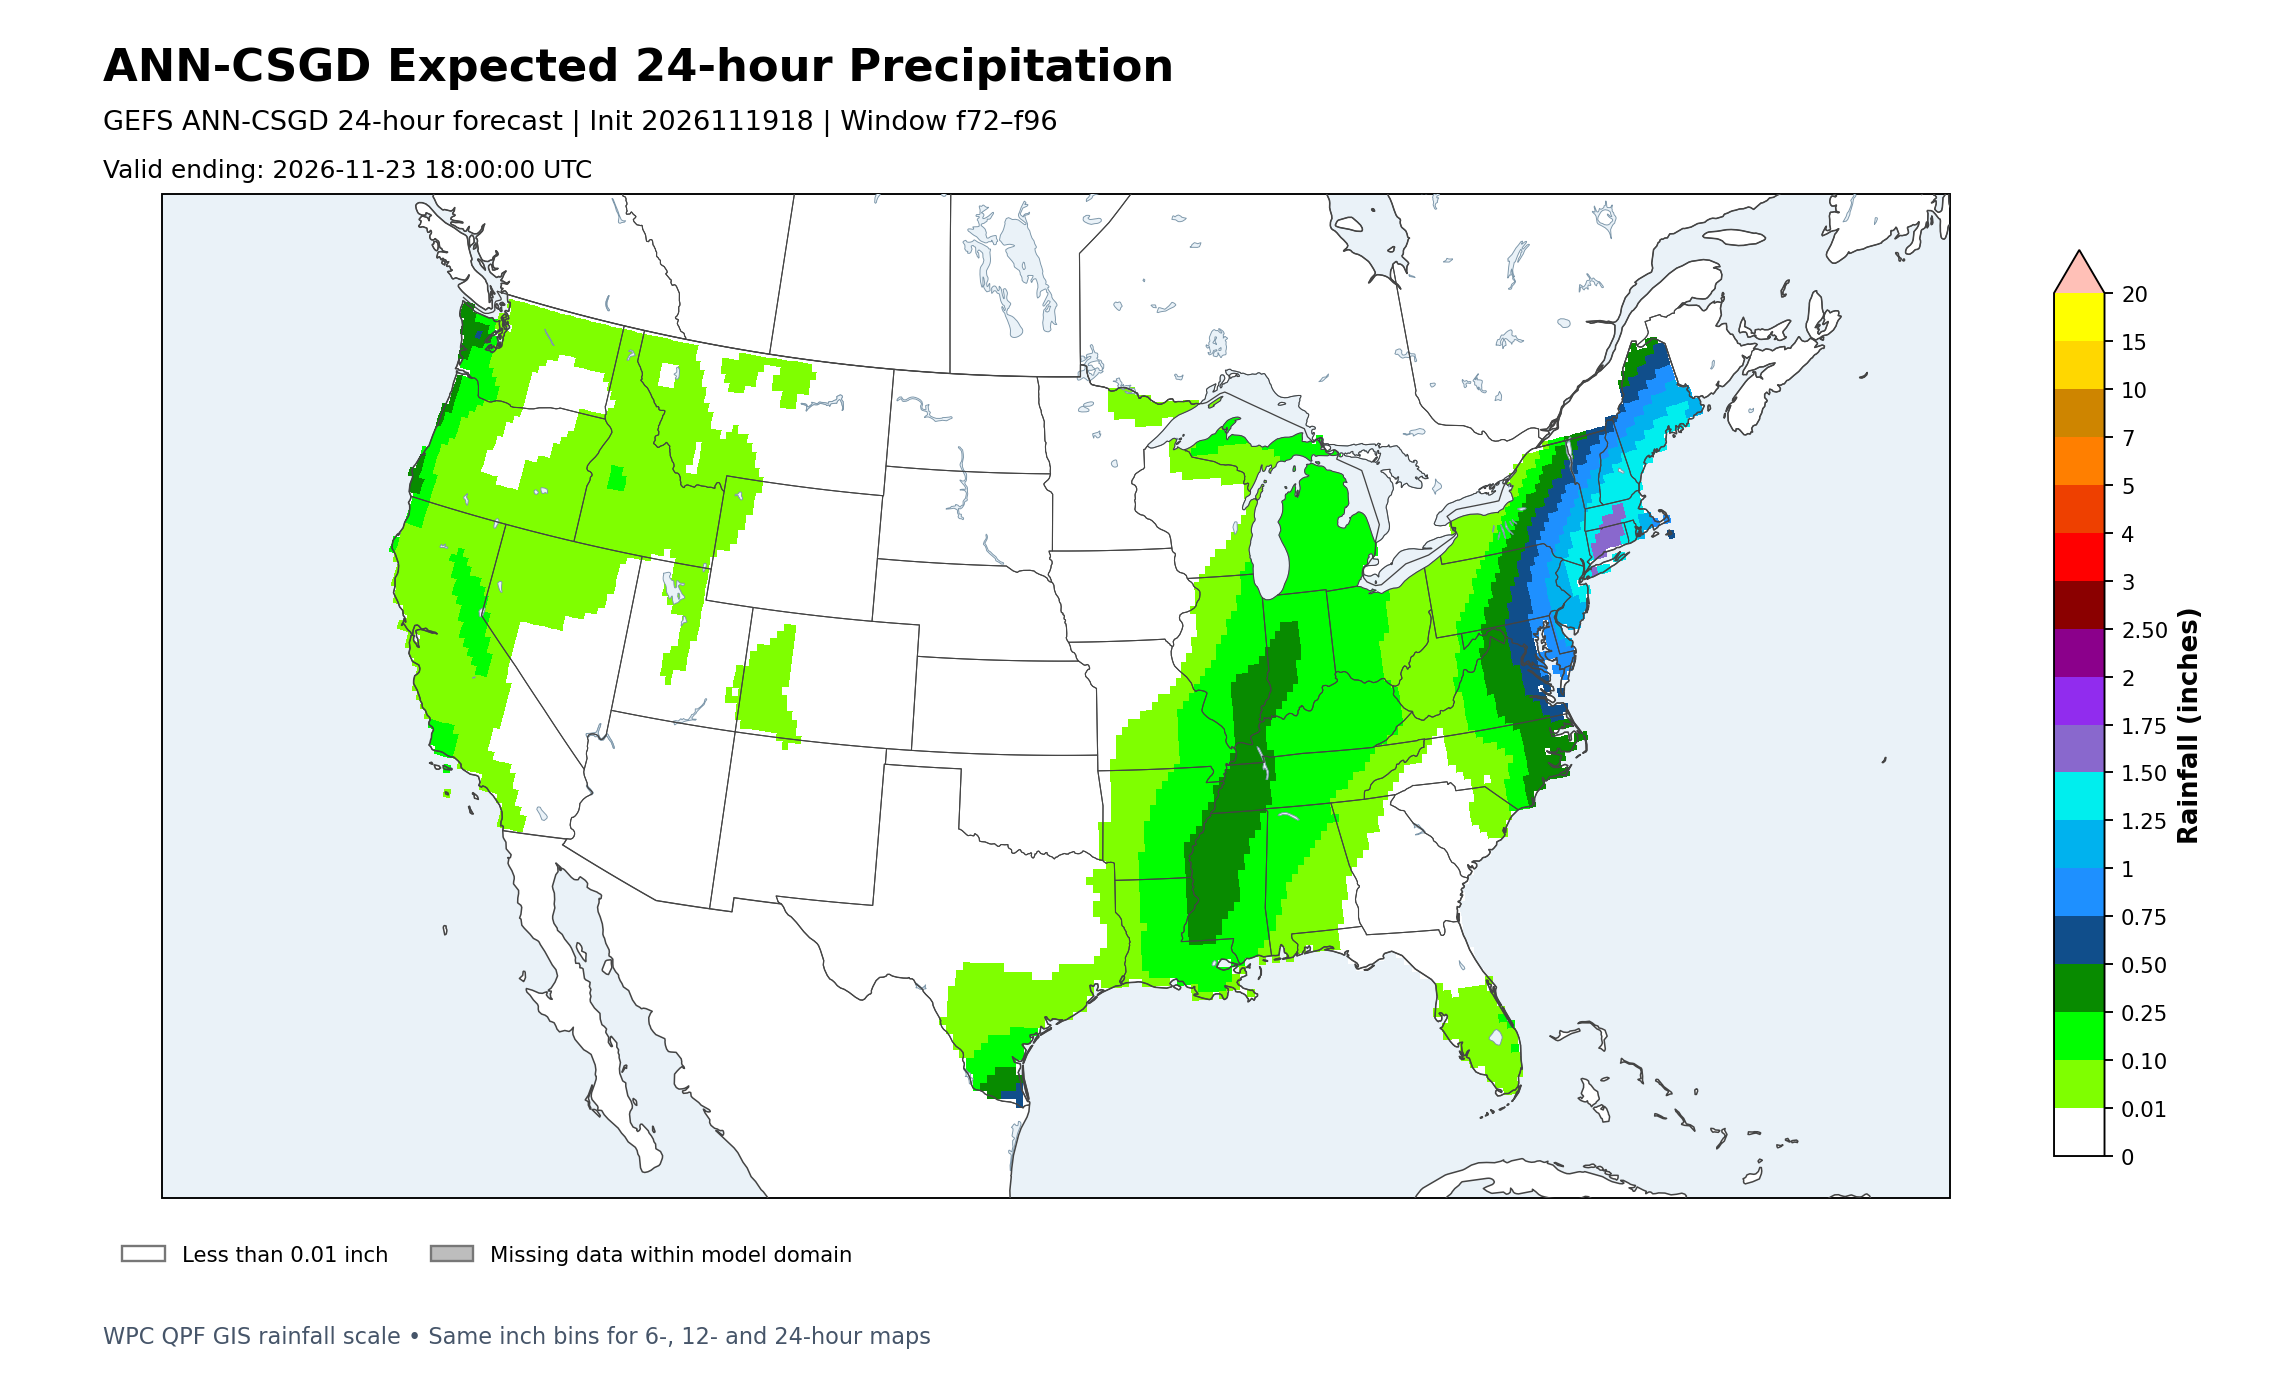 ANN-CSGD Expected 24-hour Precipitation
GEFS ANN-CSGD 24-hour forecast | Init 2026111918 | Window f72–f96
Valid ending: 2026-11-23 18:00:00 UTC
20
15
10
7
5
4
3
2.50
2
1.75
1.50
1.25
1
0.75
0.50
0.25
0.10
0.01
0
Rainfall (inches)
Less than 0.01 inch
Missing data within model domain
WPC QPF GIS rainfall scale • Same inch bins for 6-, 12- and 24-hour maps